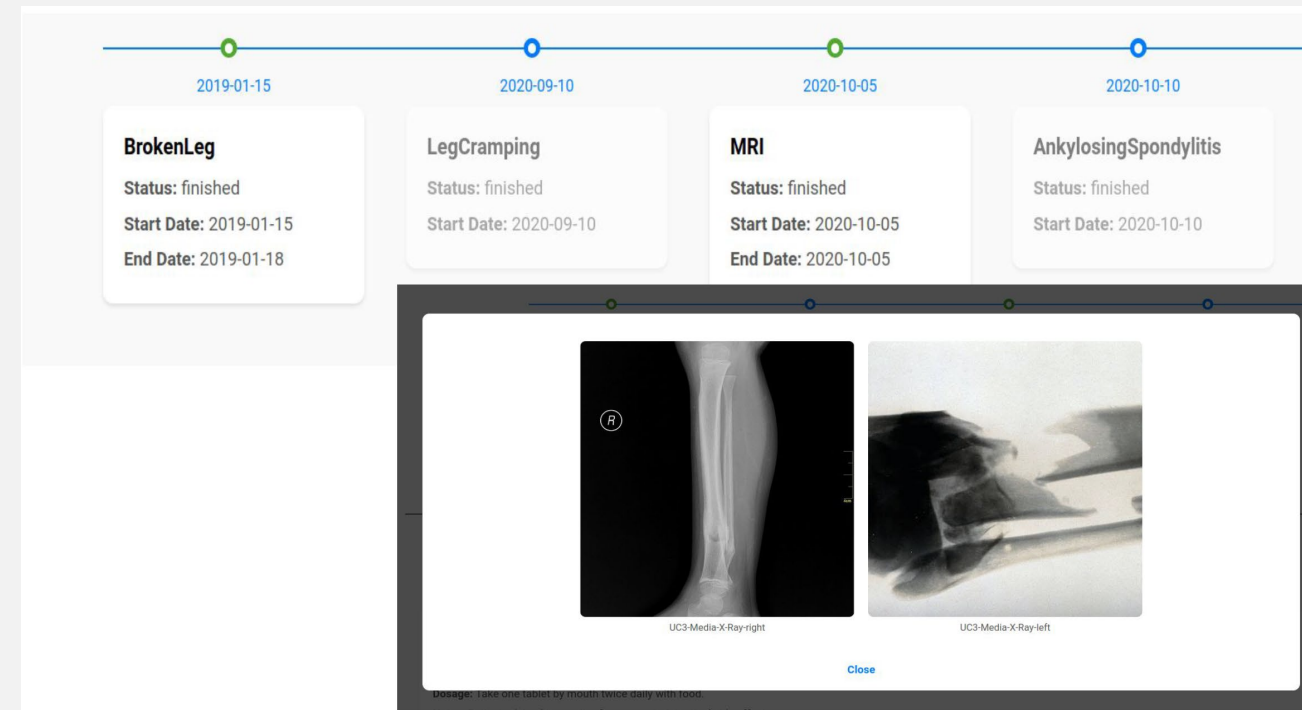 2019-01-15
2020-09-10
2020-10-05
2020-10-10
BrokenLeg
Status: finished
Start Date: 2019-01-15
End Date: 2019-01-18
LegCramping
Status: finished
Start Date: 2020-09-10
MRI
Status: finished
Start Date: 2020-10-05
End Date: 2020-10-05
AnkylosingSpondylitis
Status: finished
Start Date: 2020-10-10
R
UC3-Media-X-Ray-right
UC3-Media-X-Ray-left
Close
Dosage: Take one tablet by mouth twice daily with food.